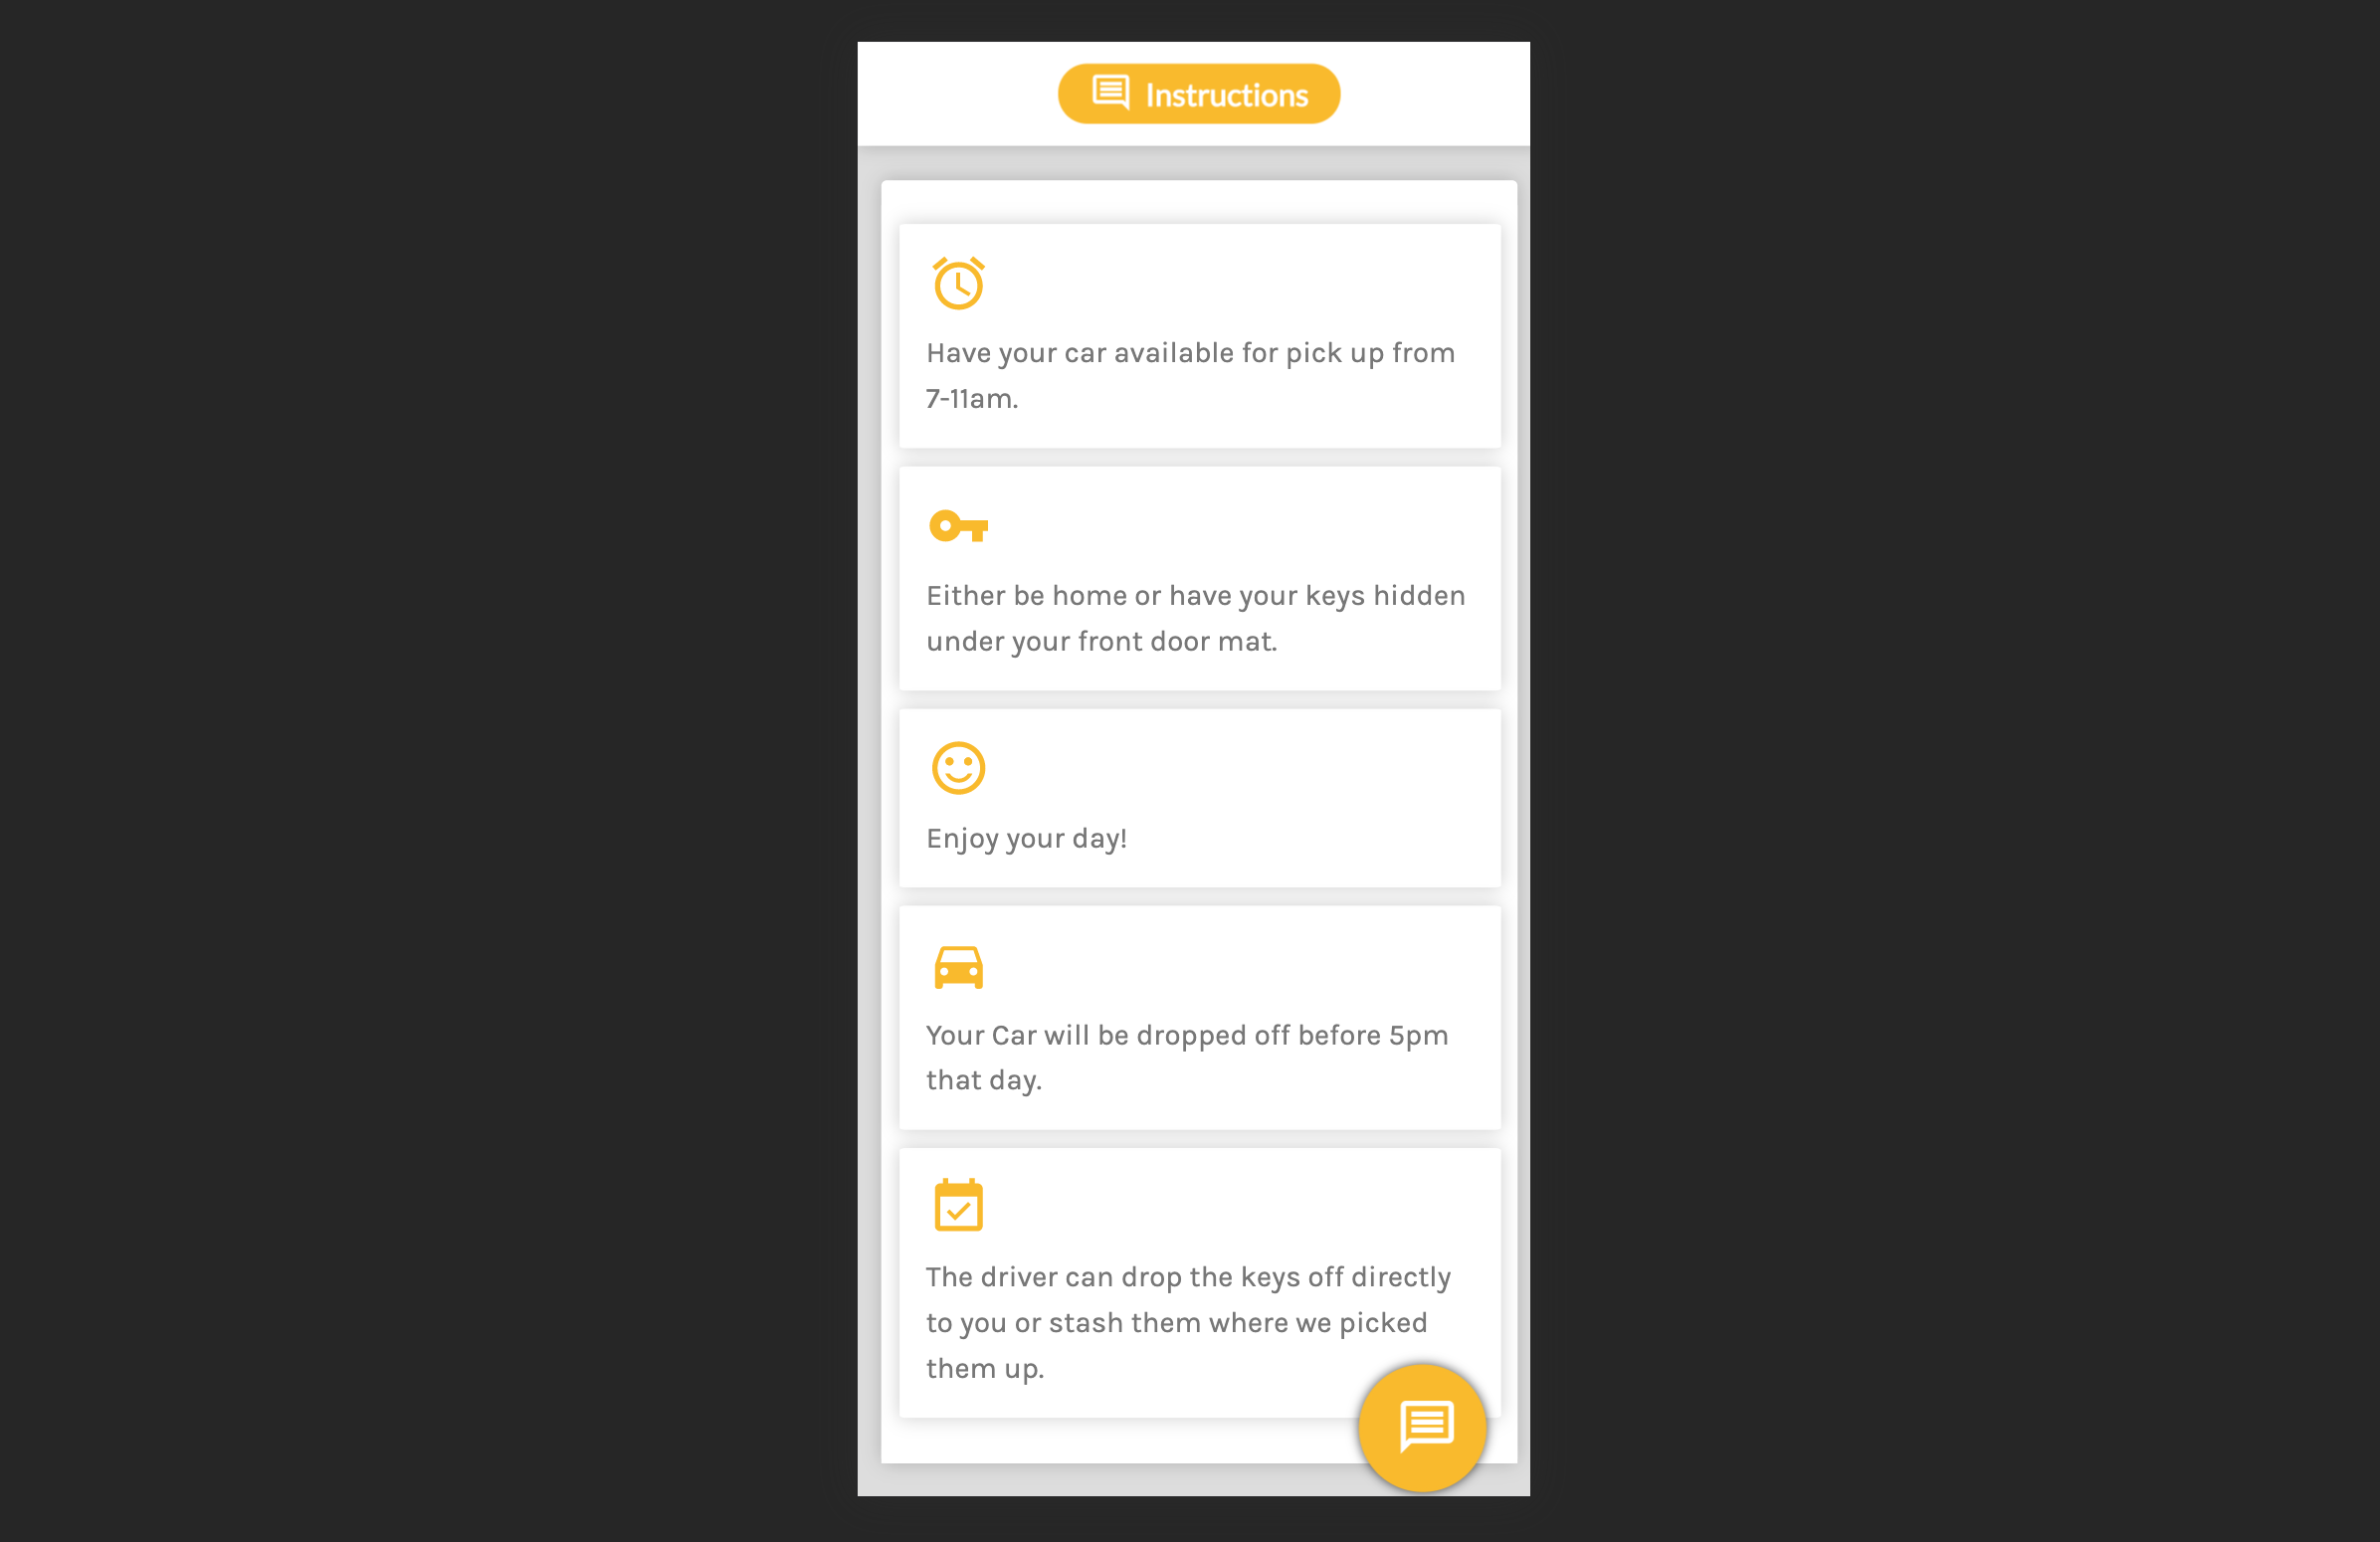 Instructions
Have your car available for pick up from
7-11am.
Either be home or have your keys hidden
under your front door mat.
Enjoy your day!
Your Car will be dropped off before 5pm
that day.
The driver can drop the keys off directly
to you or stash them where we picked
them up.